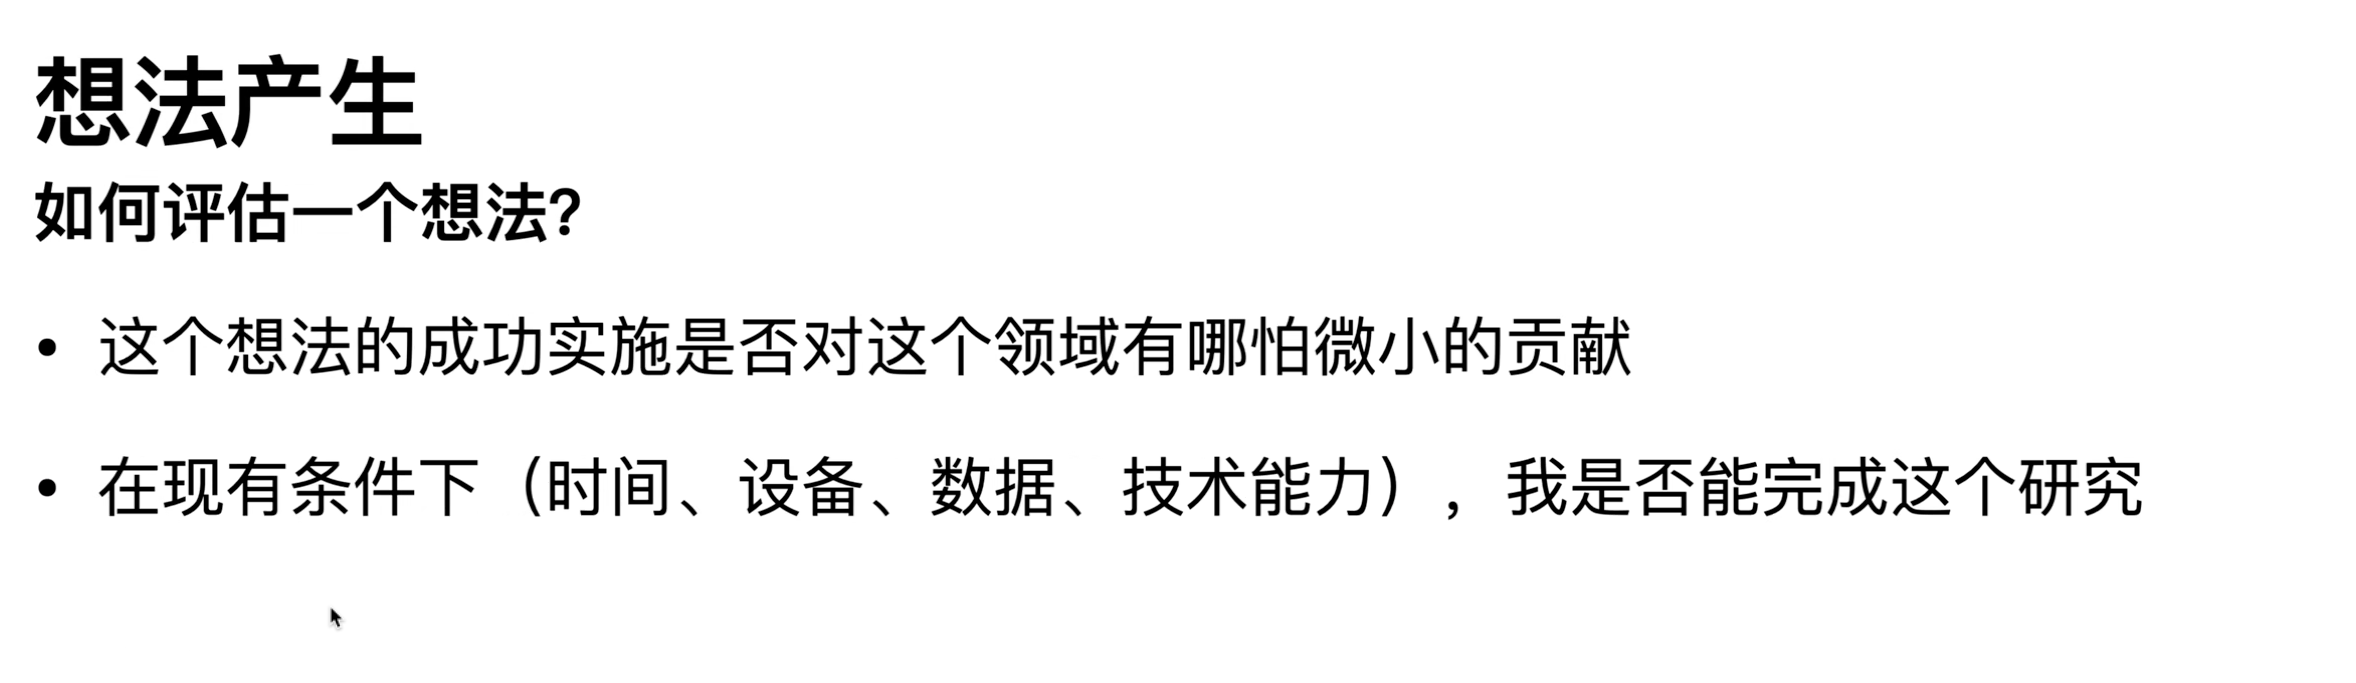 想法产生
如何评估一个想法？
• 这个想法的成功实施是否对这个领域有哪怕微小的贡献
• 在现有条件下（时间、设备、数据、技术能力），我是否能完成这个研究